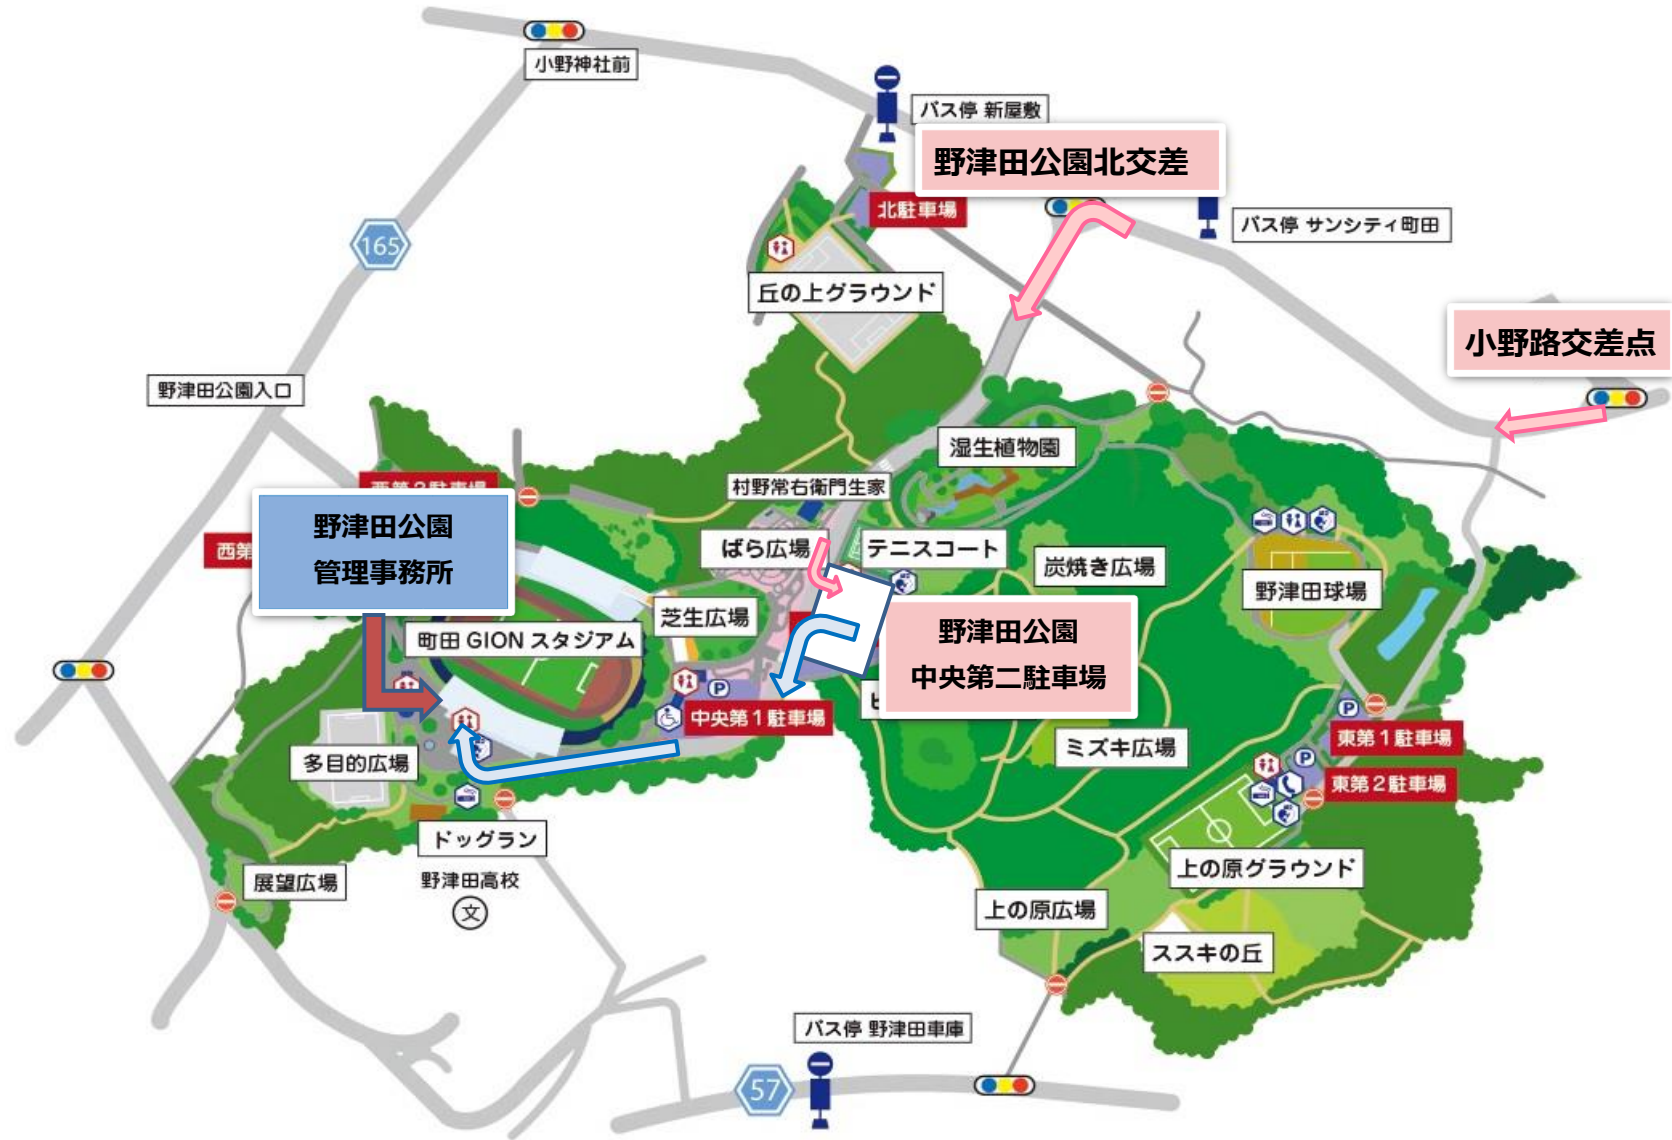 小野神社前
バス停 新屋敷
野津田公園北交差
北駐車場
バス停 サンシティ町田
165
丘の上グラウンド
小野路交差点
野津田公園入口
湿生植物園
村野常右衛門生家
野津田公園
管理事務所
西第
ばら広場
テニスコート
炭焼き広場
野津田球場
芝生広場
町田 GION スタジアム
野津田公園
中央第二駐車場
P
中央第1駐車場
P
東第1駐車場
ミズキ広場
多目的広場
P
東第2駐車場
ドッグラン
上の原グラウンド
展望広場
野津田高校
文
上の原広場
ススキの丘
バス停 野津田車庫
57